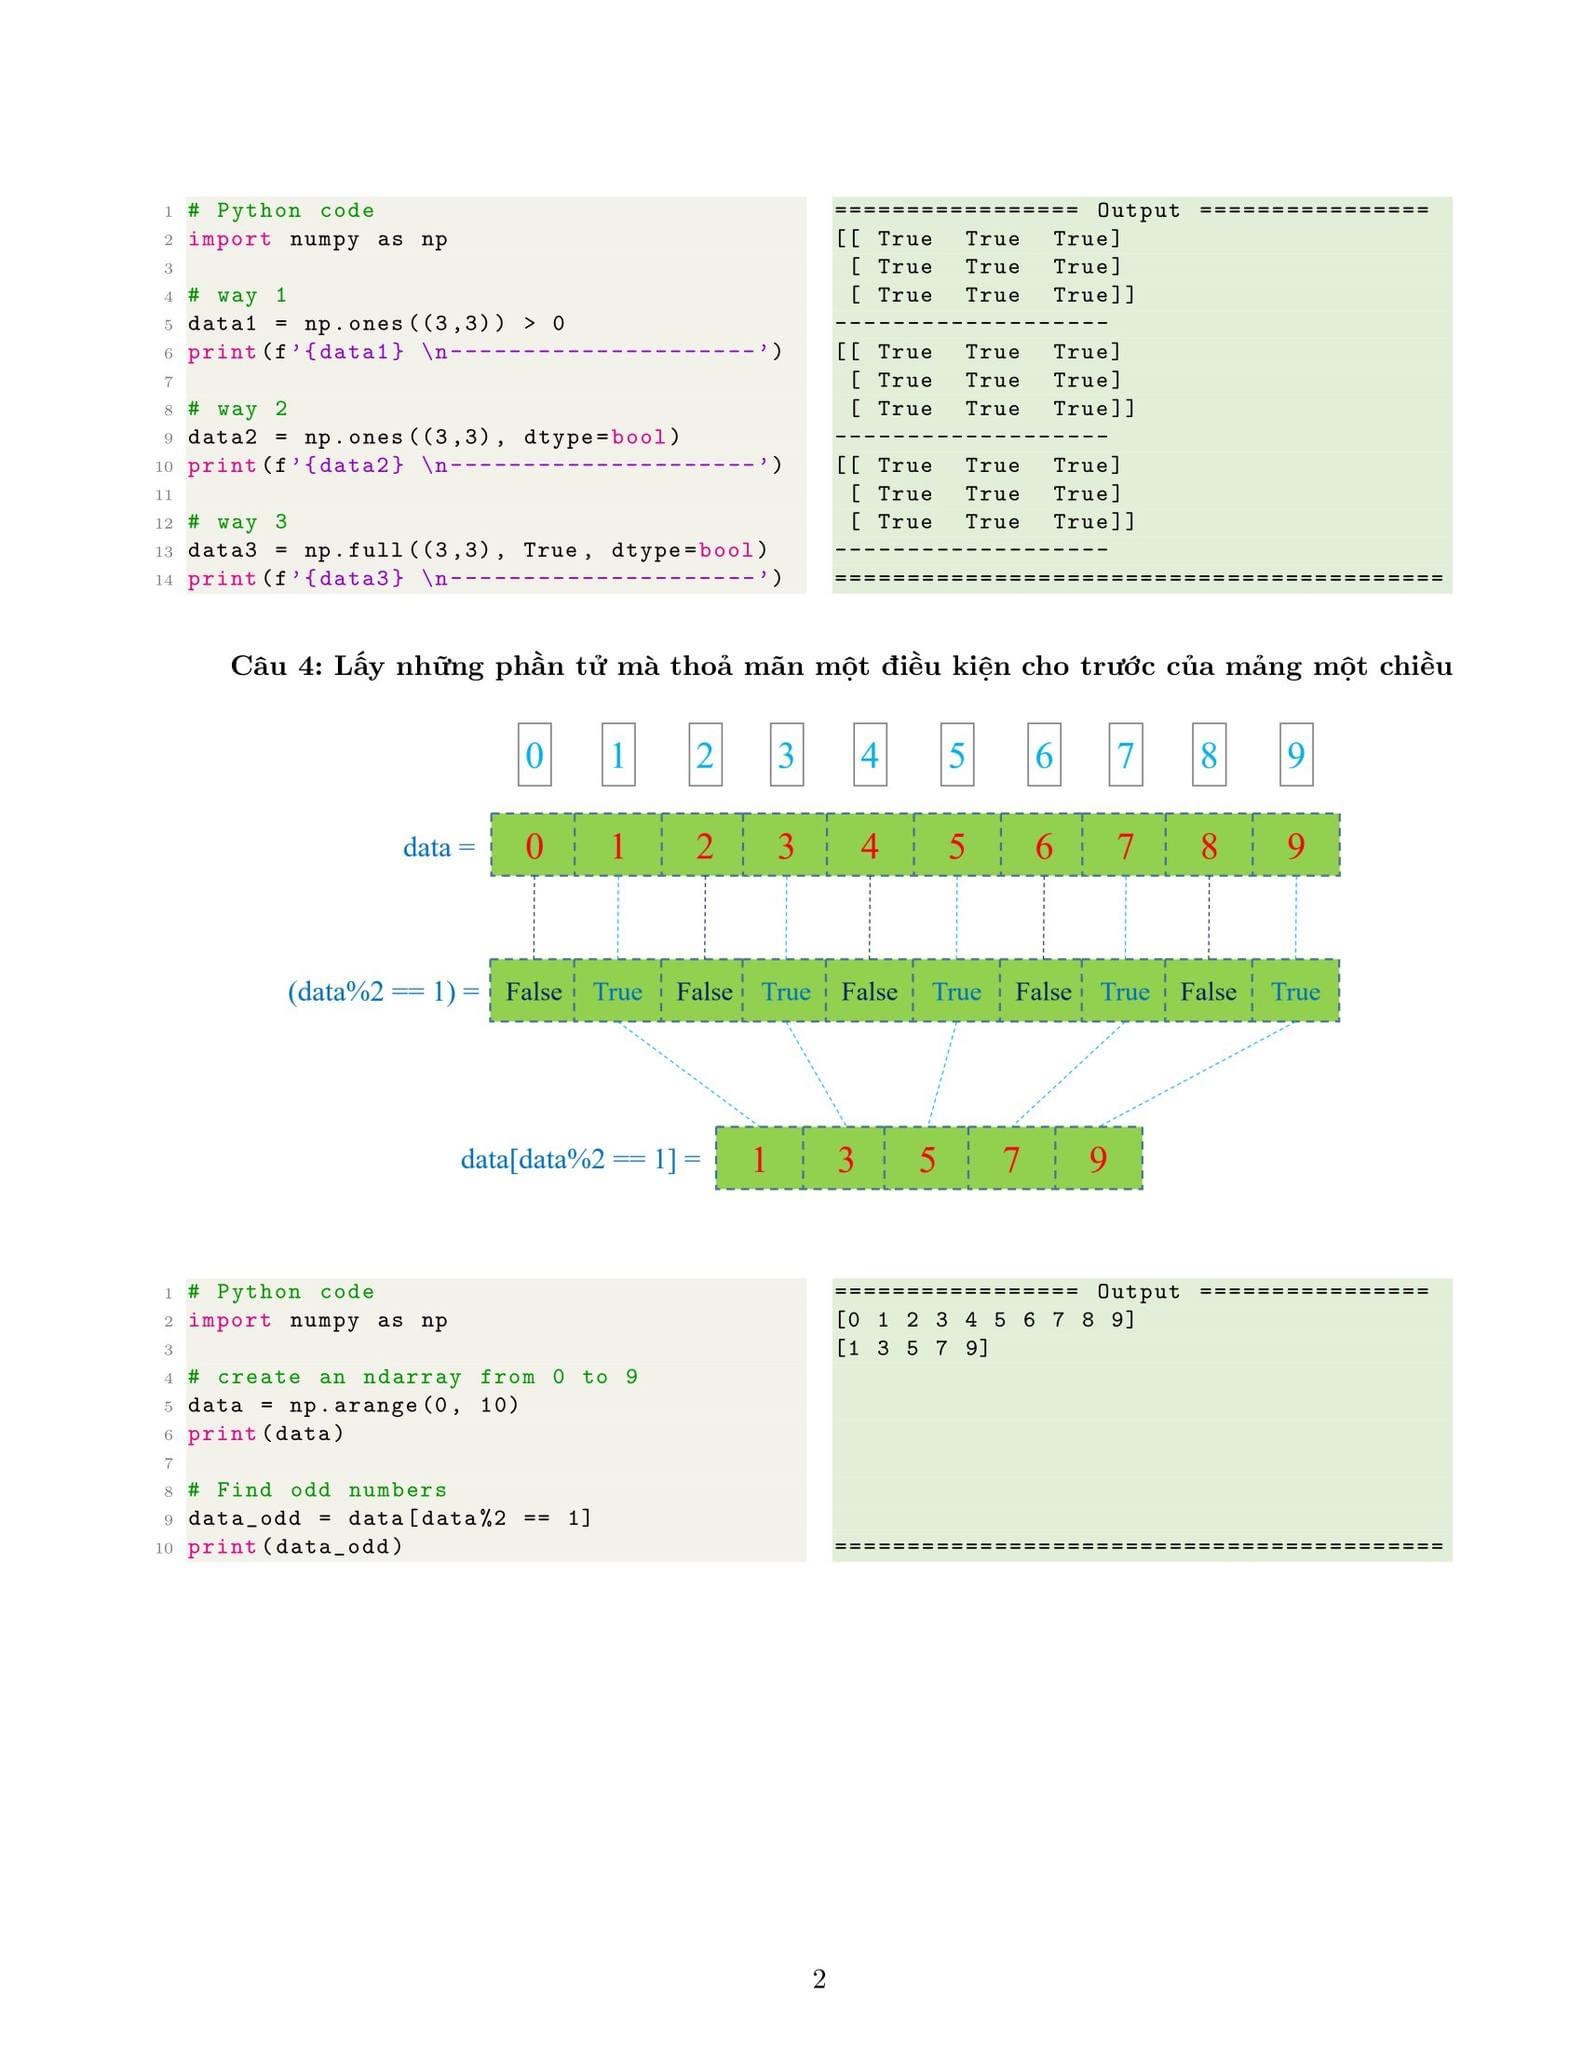 1 # Python code
2 import numpy as np
3
4 # way 1
5 data1 = np.ones((3,3)) > 0
6 print(f'{data1} \n---------------------')
7
8 # way 2
9 data2 = np.ones((3,3), dtype=bool)
10 print(f'{data2} \n---------------------')
11
12 # way 3
13 data3 = np.full((3,3), True, dtype=bool)
14 print(f'{data3} \n---------------------')
================= Output ================
[[ True  True  True]
 [ True  True  True]
 [ True  True  True]]
-------------------
[[ True  True  True]
 [ True  True  True]
 [ True  True  True]]
-------------------
[[ True  True  True]
 [ True  True  True]
 [ True  True  True]]
-------------------
==========================================
Câu 4: Lấy những phần tử mà thoả mãn một điều kiện cho trước của mảng một chiều
0 1 2 3 4 5 6 7 8 9
data = 0 1 2 3 4 5 6 7 8 9
(data%2 == 1) = False True False True False True False True False True
data[data%2 == 1] = 1 3 5 7 9
1 # Python code
2 import numpy as np
3
4 # create an ndarray from 0 to 9
5 data = np.arange(0, 10)
6 print(data)
7
8 # Find odd numbers
9 data_odd = data[data%2 == 1]
10 print(data_odd)
================= Output ================
[0 1 2 3 4 5 6 7 8 9]
[1 3 5 7 9]
==========================================
2